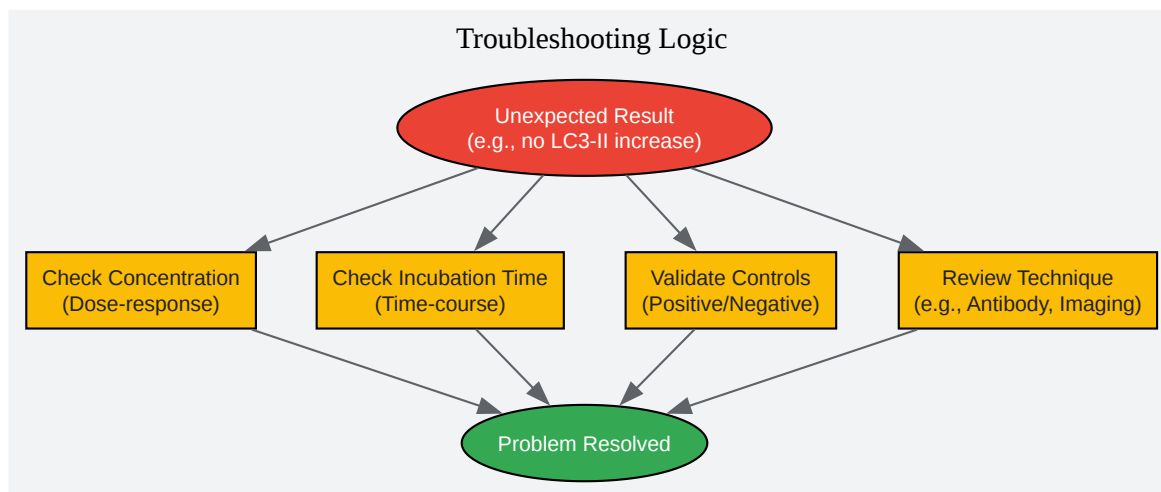 Troubleshooting Logic
Unexpected Result
(e.g., no LC3-II increase)
Check Concentration
(Dose-response)
Check Incubation Time
(Time-course)
Validate Controls
(Positive/Negative)
Review Technique
(e.g., Antibody, Imaging)
Problem Resolved